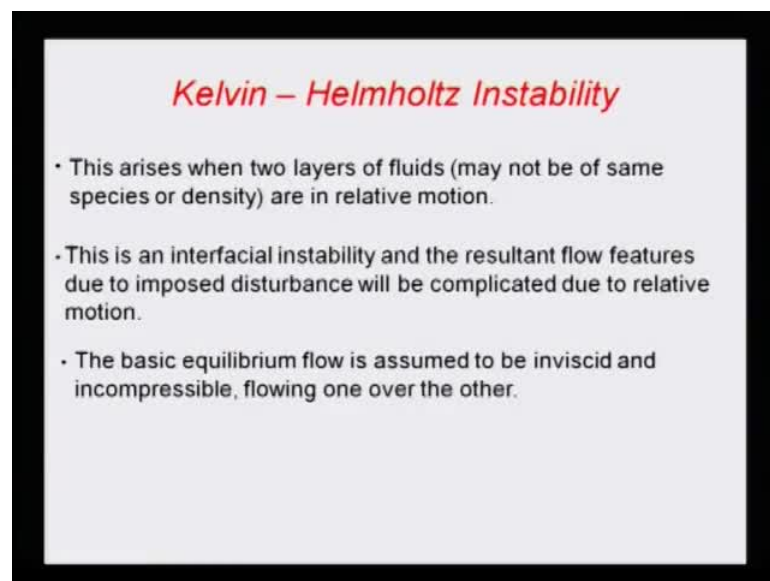 Kelvin – Helmholtz Instability
• This arises when two layers of fluids (may not be of same
species or density) are in relative motion.
• This is an interfacial instability and the resultant flow features
due to imposed disturbance will be complicated due to relative
motion.
• The basic equilibrium flow is assumed to be inviscid and
incompressible, flowing one over the other.